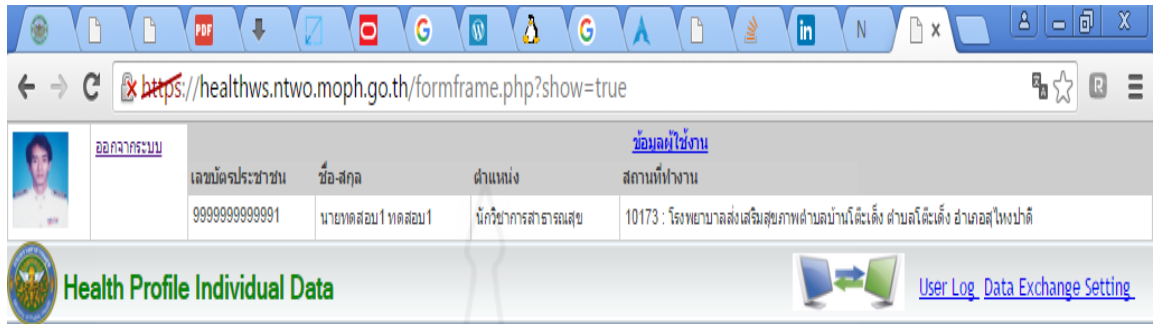 PDF
G
W
G
in
N
x
https://healthws.ntwo.moph.go.th/formframe.php?show=true
R
ออกจากระบบ
ข้อมูลผู้ใช้งาน
เลขบัตรประชาชน ชื่อ-สกุล ตำแหน่ง สถานที่ทำงาน
9999999999991 นายทดสอบ1 ทดสอบ1 นักวิชาการสาธารณสุข 10173 : โรงพยาบาลส่งเสริมสุขภาพตำบลบ้านโต๊ะเด็ง ตำบลโต๊ะเด็ง อำเภอสุไหงปาดี
Health Profile Individual Data
User Log Data Exchange Setting